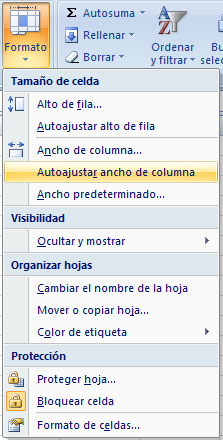 Formato
Autosuma
Rellenar
Borrar
Ordenar
y filtrar
Bu
selec
Tamaño de celda
Alto de fila...
Autoajustar alto de fila
Ancho de columna...
Autoajustar ancho de columna
Ancho predeterminado...
Visibilidad
Ocultar y mostrar
Organizar hojas
Cambiar el nombre de la hoja
Mover o copiar hoja...
Color de etiqueta
Protección
Proteger hoja...
Bloquear celda
Formato de celdas...